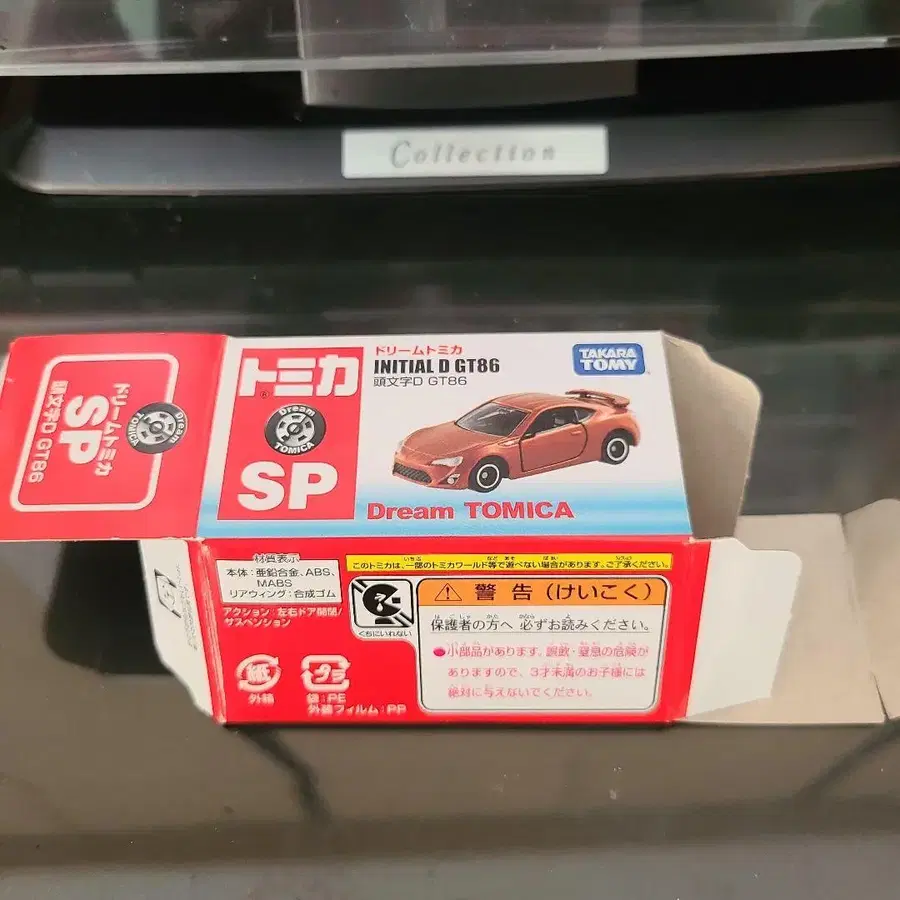 Collection
ドリームトミカ
SP
頭文字D GT86
Dream
TOMICA
トミカ
®
Dream
TOMICA
SP
ドリームトミカ
INITIAL D GT86
頭文字D GT86
TAKARA
TOMY
Dream TOMICA
材質表示
本体:亜鉛合金、ABS、
MABS
リアウィング:合成ゴム
アクション:左右ドア開閉/
サスペンション
紙
外箱
プラ
袋:PE
外装フィルム:PP
このトミカは、一部のトミカワールド等で遊べない場合があります。ご了承ください。
くちにいれない
警告(けいこく)
保護者の方へ 必ずお読みください。
●小部品があります。誤飲・窒息の危険が
ありますので、3才未満のお子様には
絶対に与えないでください。